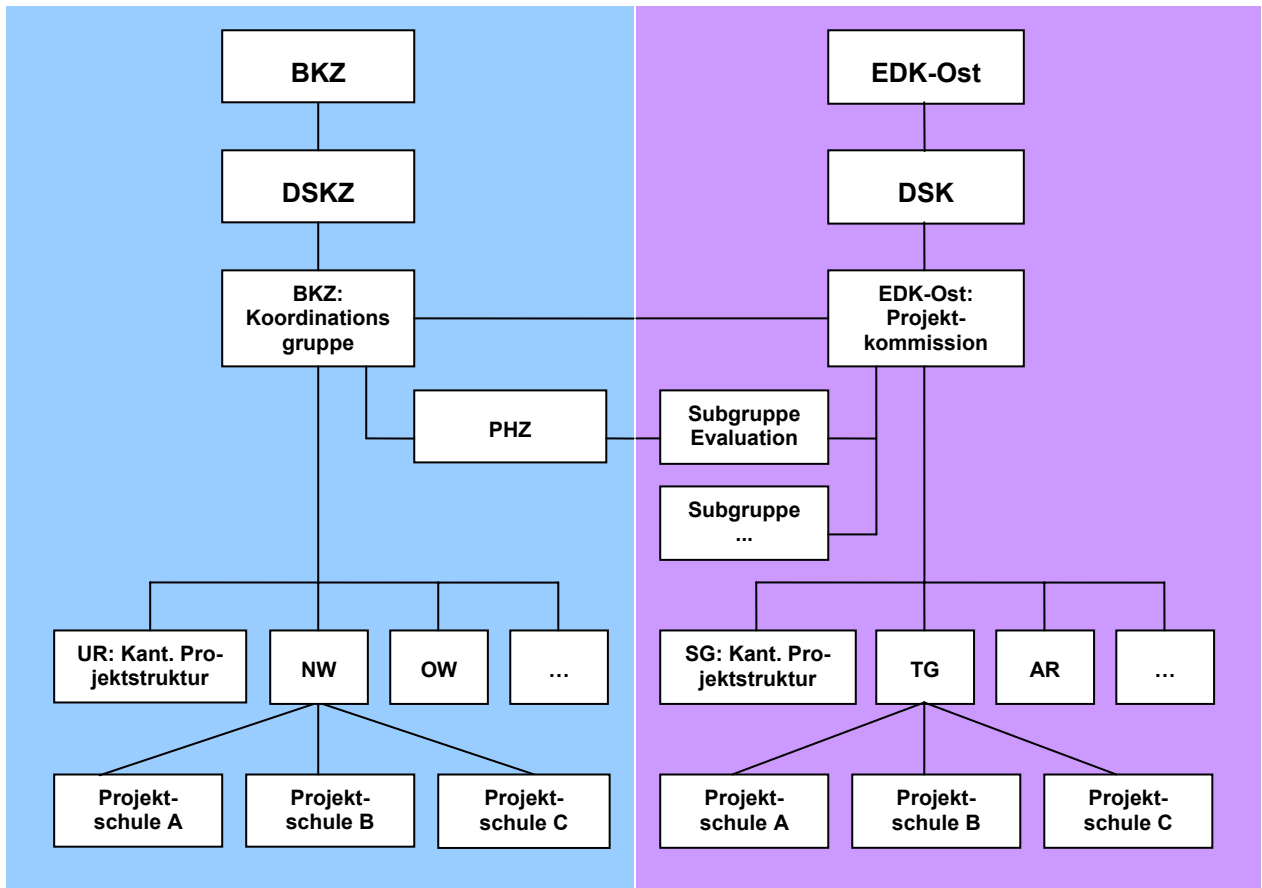 BKZ
EDK-Ost
DSKZ
DSK
BKZ:
Koordinations
gruppe
EDK-Ost:
Projekt-
kommission
PHZ
Subgruppe
Evaluation
Subgruppe
...
UR: Kant. Pro-
jektstruktur
NW
OW
…
SG: Kant. Pro-
jektstruktur
TG
AR
…
Projekt-
schule A
Projekt-
schule B
Projekt-
schule C
Projekt-
schule A
Projekt-
schule B
Projekt-
schule C